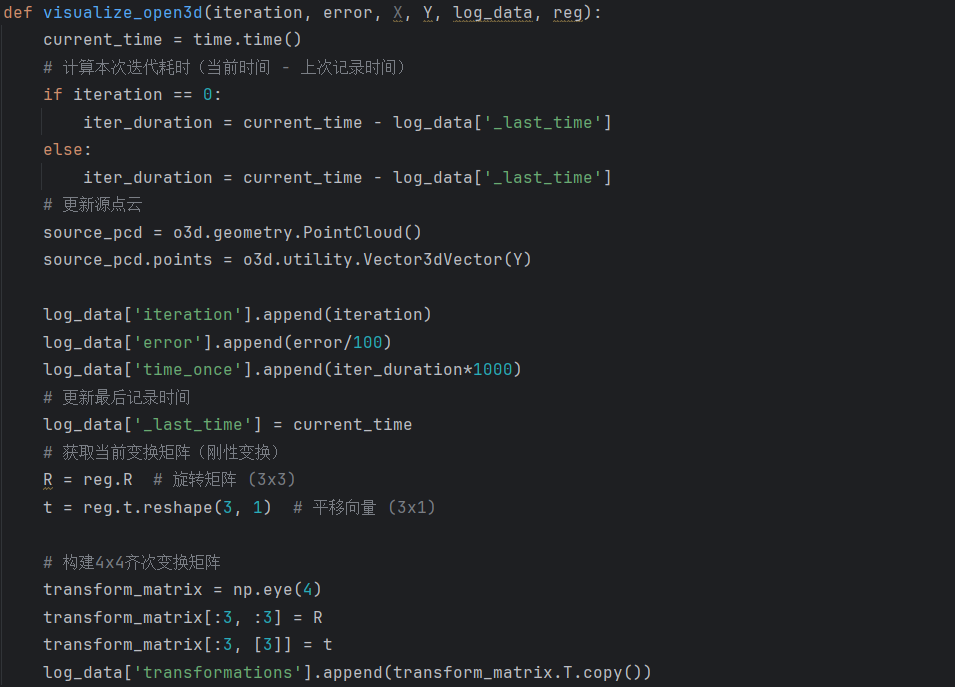 def visualize_open3d(iteration, error, X, Y, log_data, reg):
    current_time = time.time()
    # 计算本次迭代耗时（当前时间 - 上次记录时间）
    if iteration == 0:
        iter_duration = current_time - log_data['_last_time']
    else:
        iter_duration = current_time - log_data['_last_time']
    # 更新源点云
    source_pcd = o3d.geometry.PointCloud()
    source_pcd.points = o3d.utility.Vector3dVector(Y)

    log_data['iteration'].append(iteration)
    log_data['error'].append(error/100)
    log_data['time_once'].append(iter_duration*1000)
    # 更新最后记录时间
    log_data['_last_time'] = current_time
    # 获取当前变换矩阵（刚性变换）
    R = reg.R  # 旋转矩阵 (3x3)
    t = reg.t.reshape(3, 1)  # 平移向量 (3x1)

    # 构建4x4齐次变换矩阵
    transform_matrix = np.eye(4)
    transform_matrix[:3, :3] = R
    transform_matrix[:3, [3]] = t
    log_data['transformations'].append(transform_matrix.T.copy())